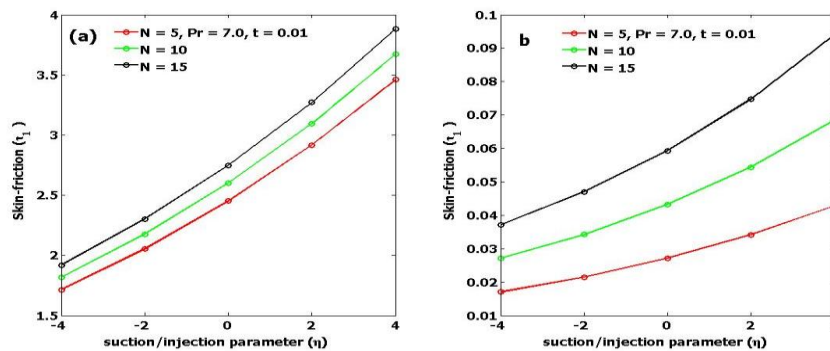 (a)
N = 5, Pr = 7.0, t = 0.01
N = 10
N = 15
Skin-friction (τ1)
4
3.5
3
2.5
2
1.5
-4
-2
0
2
4
suction/injection parameter (η)
b
N = 5, Pr = 7.0, t = 0.01
N = 10
N = 15
Skin-friction (τ1)
0.1
0.09
0.08
0.07
0.06
0.05
0.04
0.03
0.02
0.01
-4
-2
0
2
suction/injection parameter (η)